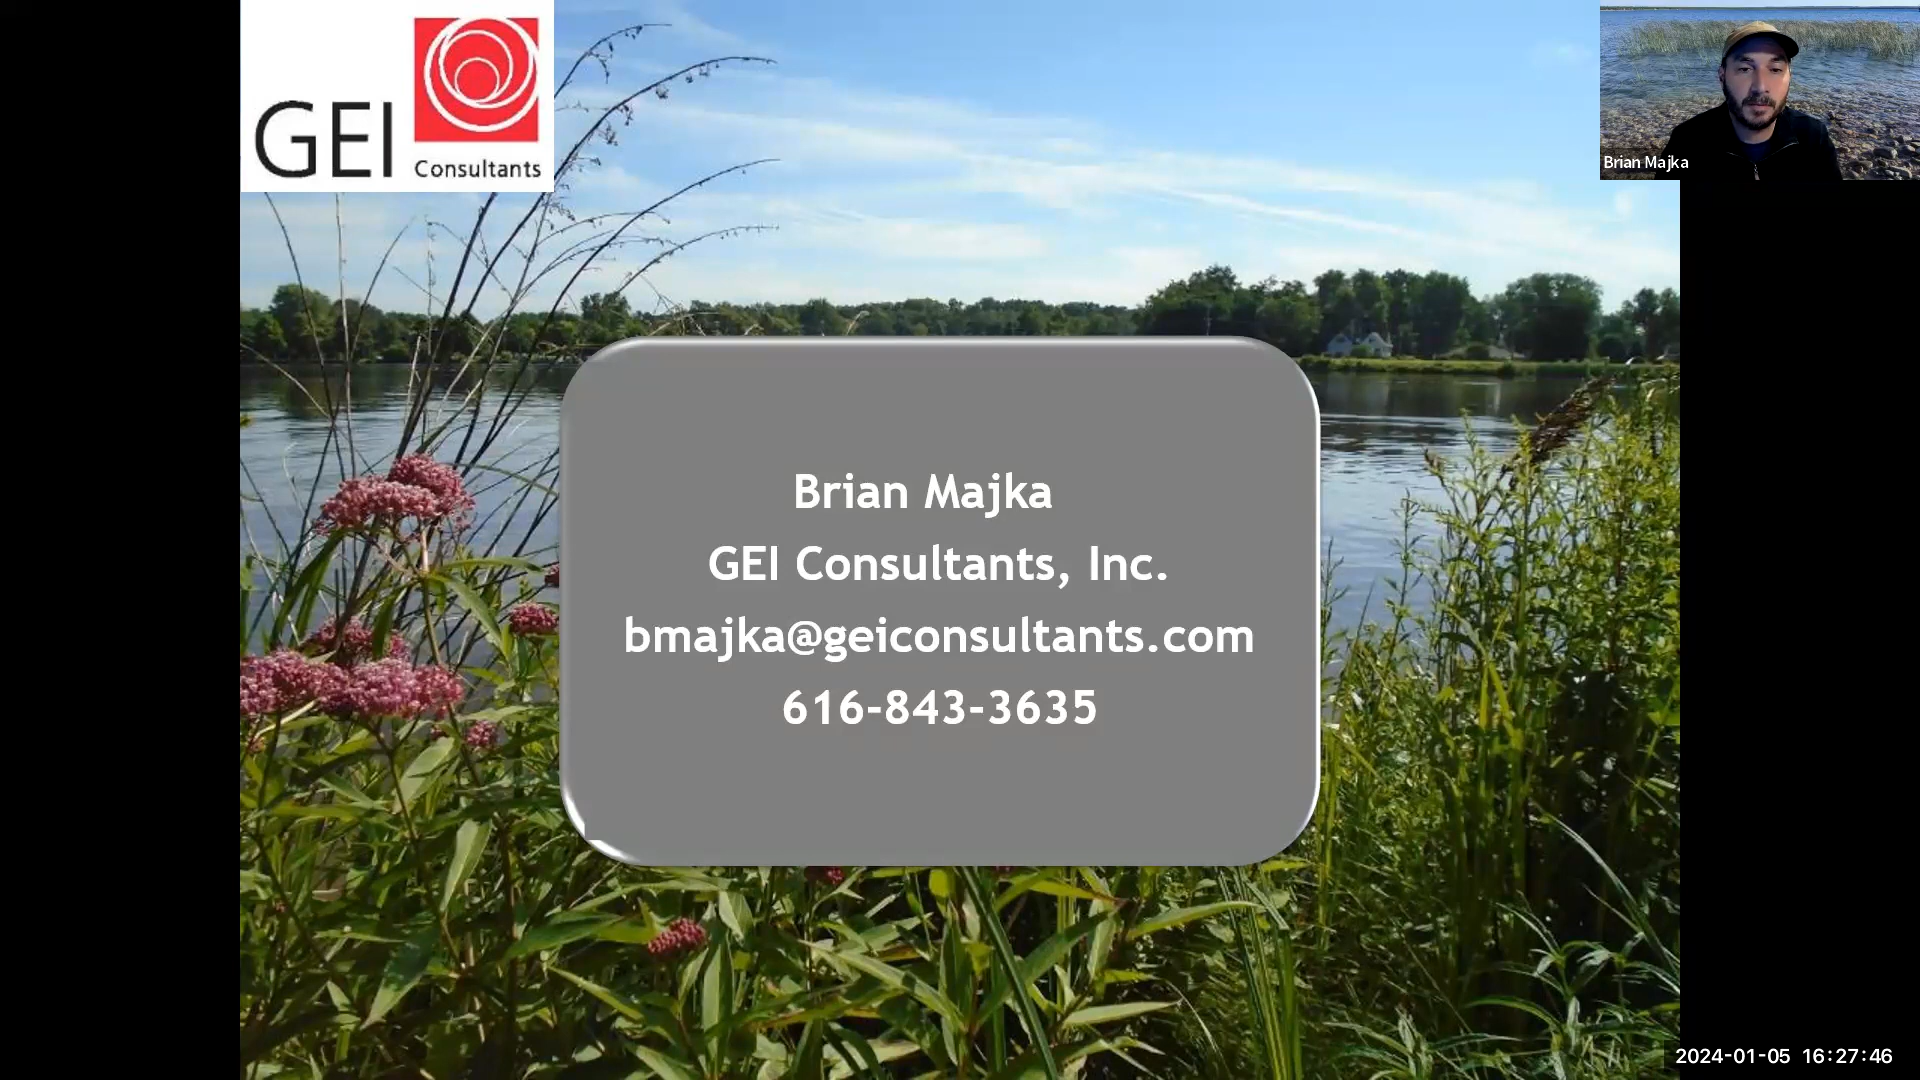 GEI
Consultants
Brian Majka
Brian Majka
GEI Consultants, Inc.
bmajka@geiconsultants.com
616-843-3635
2024-01-05 16:27:46